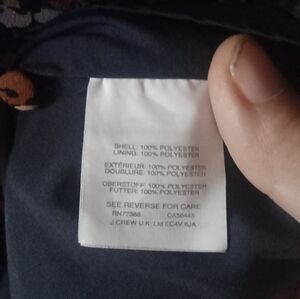 SHELL: 100% POLYESTER
LINING: 100% POLYESTER
EXTÉRIEUR: 100% POLYESTER
DOUBLURE: 100% POLYESTER
OBERSTOFF: 100% POLYESTER
FUTTER: 100% POLYESTER
SEE REVERSE FOR CARE
RN77388 CA56445
J.CREW U.K. Ltd EC4V 6JA